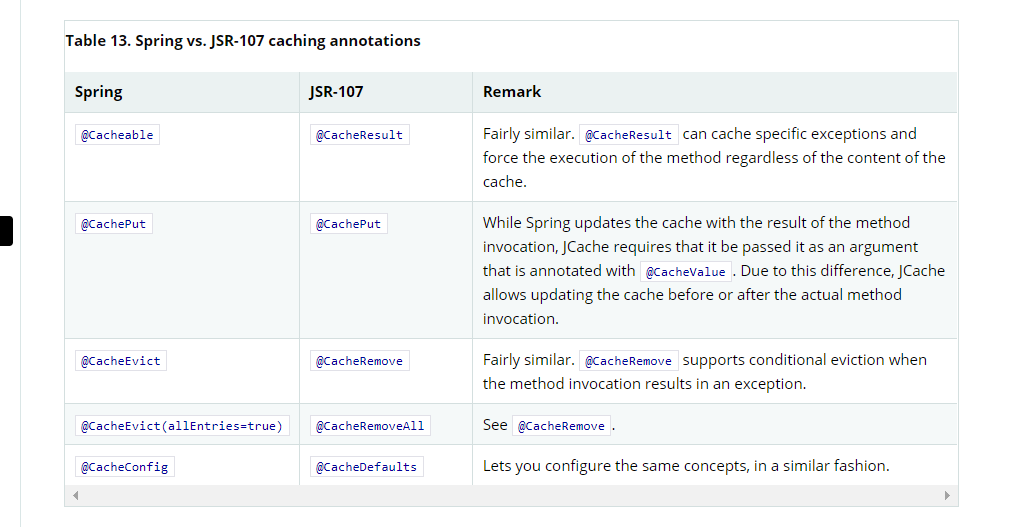 Table 13. Spring vs. JSR-107 caching annotations
Spring JSR-107 Remark
@Cacheable @CacheResult Fairly similar. @CacheResult can cache specific exceptions and
force the execution of the method regardless of the content of the
cache.
@CachePut @CachePut While Spring updates the cache with the result of the method
invocation, JCache requires that it be passed it as an argument
that is annotated with @CacheValue . Due to this difference, JCache
allows updating the cache before or after the actual method
invocation.
@CacheEvict @CacheRemove Fairly similar. @CacheRemove supports conditional eviction when
the method invocation results in an exception.
@CacheEvict(allEntries=true) @CacheRemoveAll See @CacheRemove .
@CacheConfig @CacheDefaults Lets you configure the same concepts, in a similar fashion.